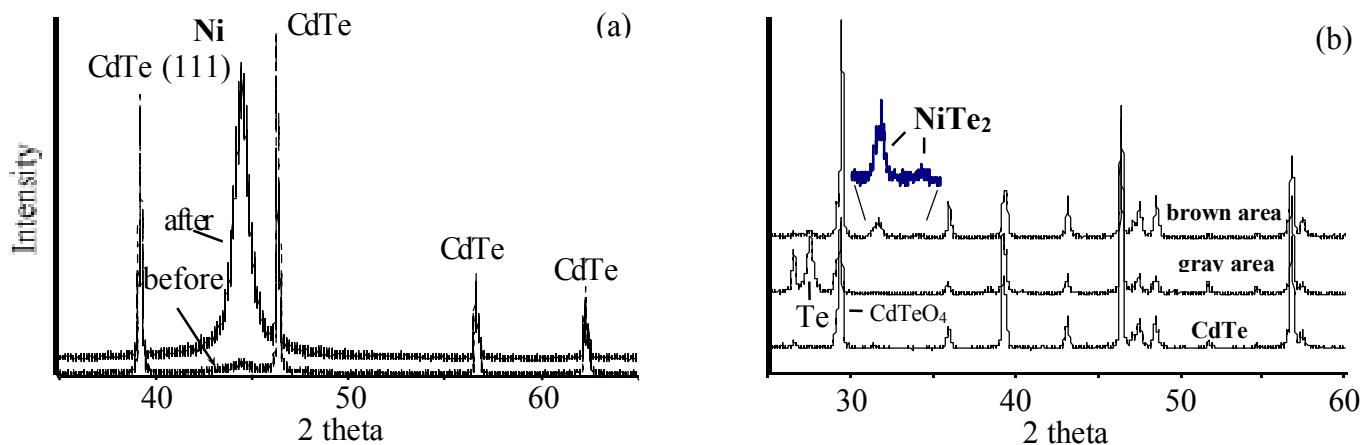 Ni
CdTe
(a)
CdTe (111)
Intensity
after
before
CdTe
CdTe
40
50
60
2 theta
(b)
NiTe₂
brown area
gray area
Te
CdTeO₄
CdTe
30
40
50
60
2 theta